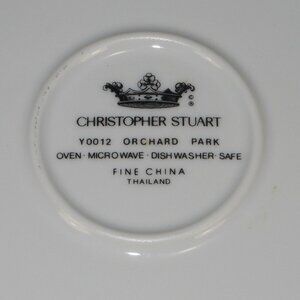 ©
®
CHRISTOPHER STUART
Y0012 ORCHARD PARK
OVEN · MICROWAVE · DISHWASHER · SAFE
FINE CHINA
THAILAND